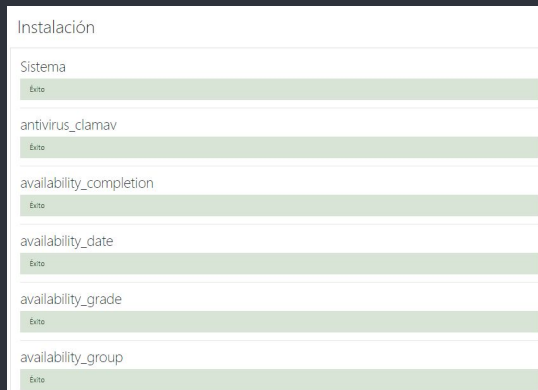 Instalación
Sistema
Éxito
antivirus_clamav
Éxito
availability_completion
Éxito
availability_date
Éxito
availability_grade
Éxito
availability_group
Éxito